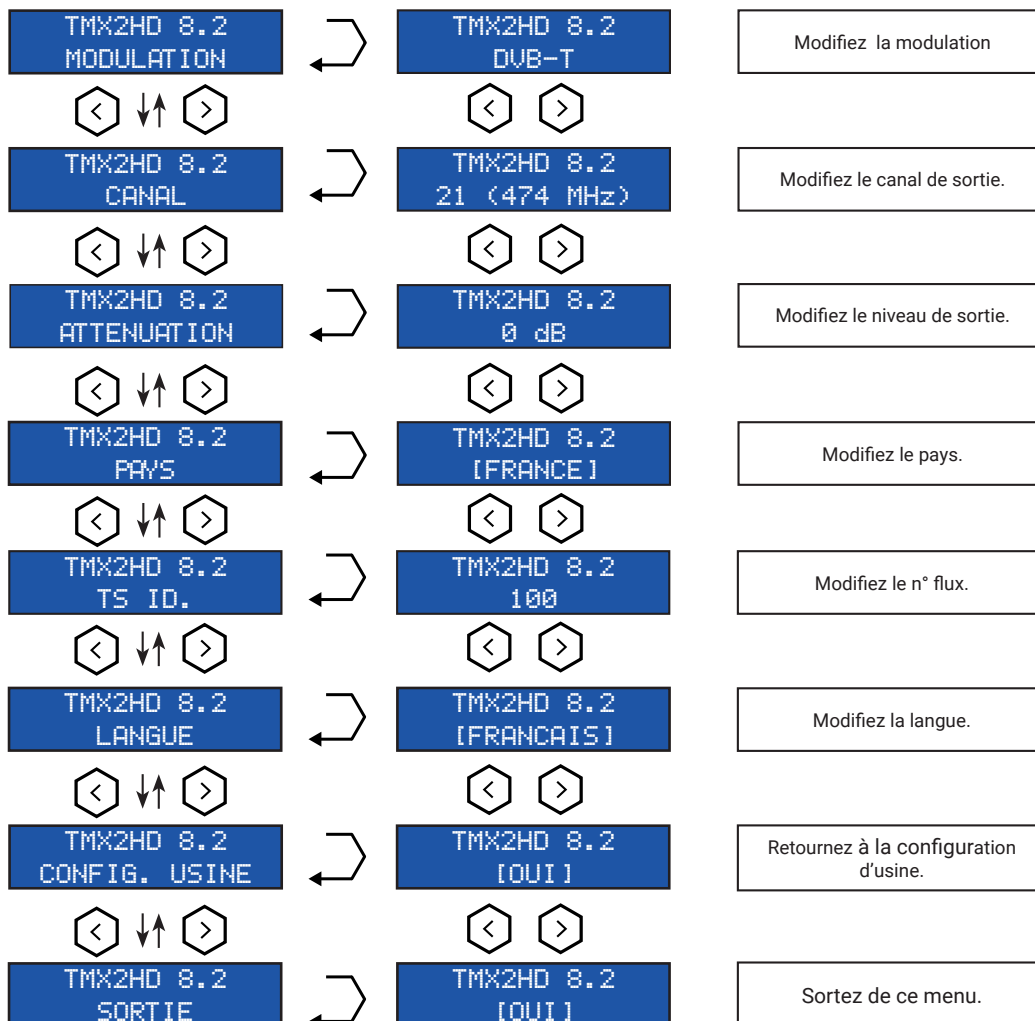 TMX2HD 8.2
MODULATION
TMX2HD 8.2
DVB-T
Modifiez la modulation
< >
< >
TMX2HD 8.2
CANAL
TMX2HD 8.2
21 (474 MHz)
Modifiez le canal de sortie.
< >
< >
TMX2HD 8.2
ATTENUATION
TMX2HD 8.2
0 dB
Modifiez le niveau de sortie.
< >
< >
TMX2HD 8.2
PAYS
TMX2HD 8.2
[FRANCE]
Modifiez le pays.
< >
< >
TMX2HD 8.2
TS ID.
TMX2HD 8.2
100
Modifiez le n° flux.
< >
< >
TMX2HD 8.2
LANGUE
TMX2HD 8.2
[FRANCAIS]
Modifiez la langue.
< >
< >
TMX2HD 8.2
CONFIG. USINE
TMX2HD 8.2
[OUI]
Retournez à la configuration
d'usine.
< >
< >
TMX2HD 8.2
SORTIE
TMX2HD 8.2
[OUI]
Sortez de ce menu.